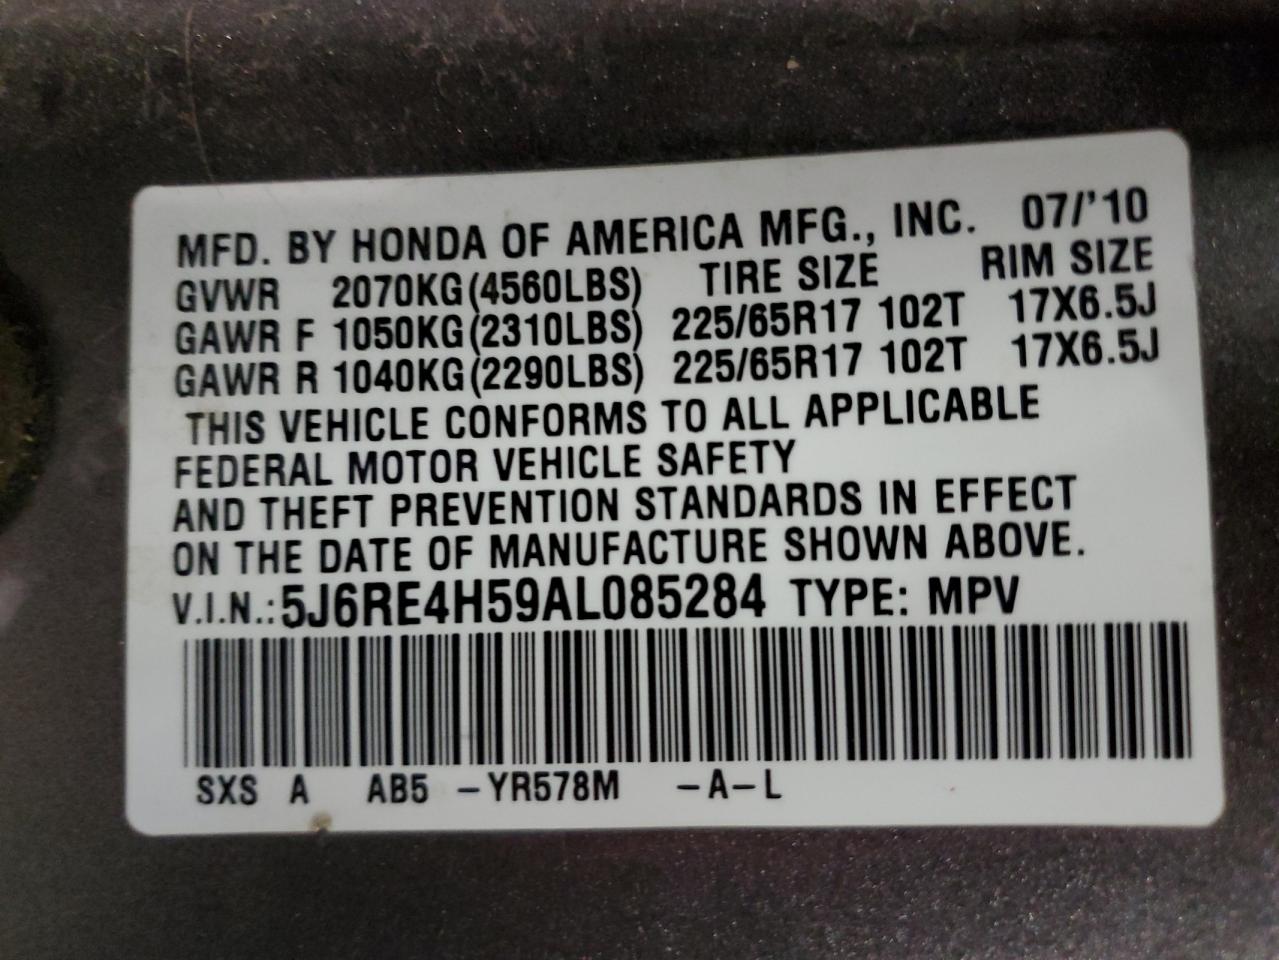 MFD. BY HONDA OF AMERICA MFG., INC. 07/'10
GVWR 2070KG(4560LBS) TIRE SIZE RIM SIZE
GAWR F 1050KG(2310LBS) 225/65R17 102T 17X6.5J
GAWR R 1040KG(2290LBS) 225/65R17 102T 17X6.5J
THIS VEHICLE CONFORMS TO ALL APPLICABLE
FEDERAL MOTOR VEHICLE SAFETY
AND THEFT PREVENTION STANDARDS IN EFFECT
ON THE DATE OF MANUFACTURE SHOWN ABOVE.
V.I.N.: 5J6RE4H59AL085284 TYPE: MPV
SXS A AB5 -YR578M -A-L